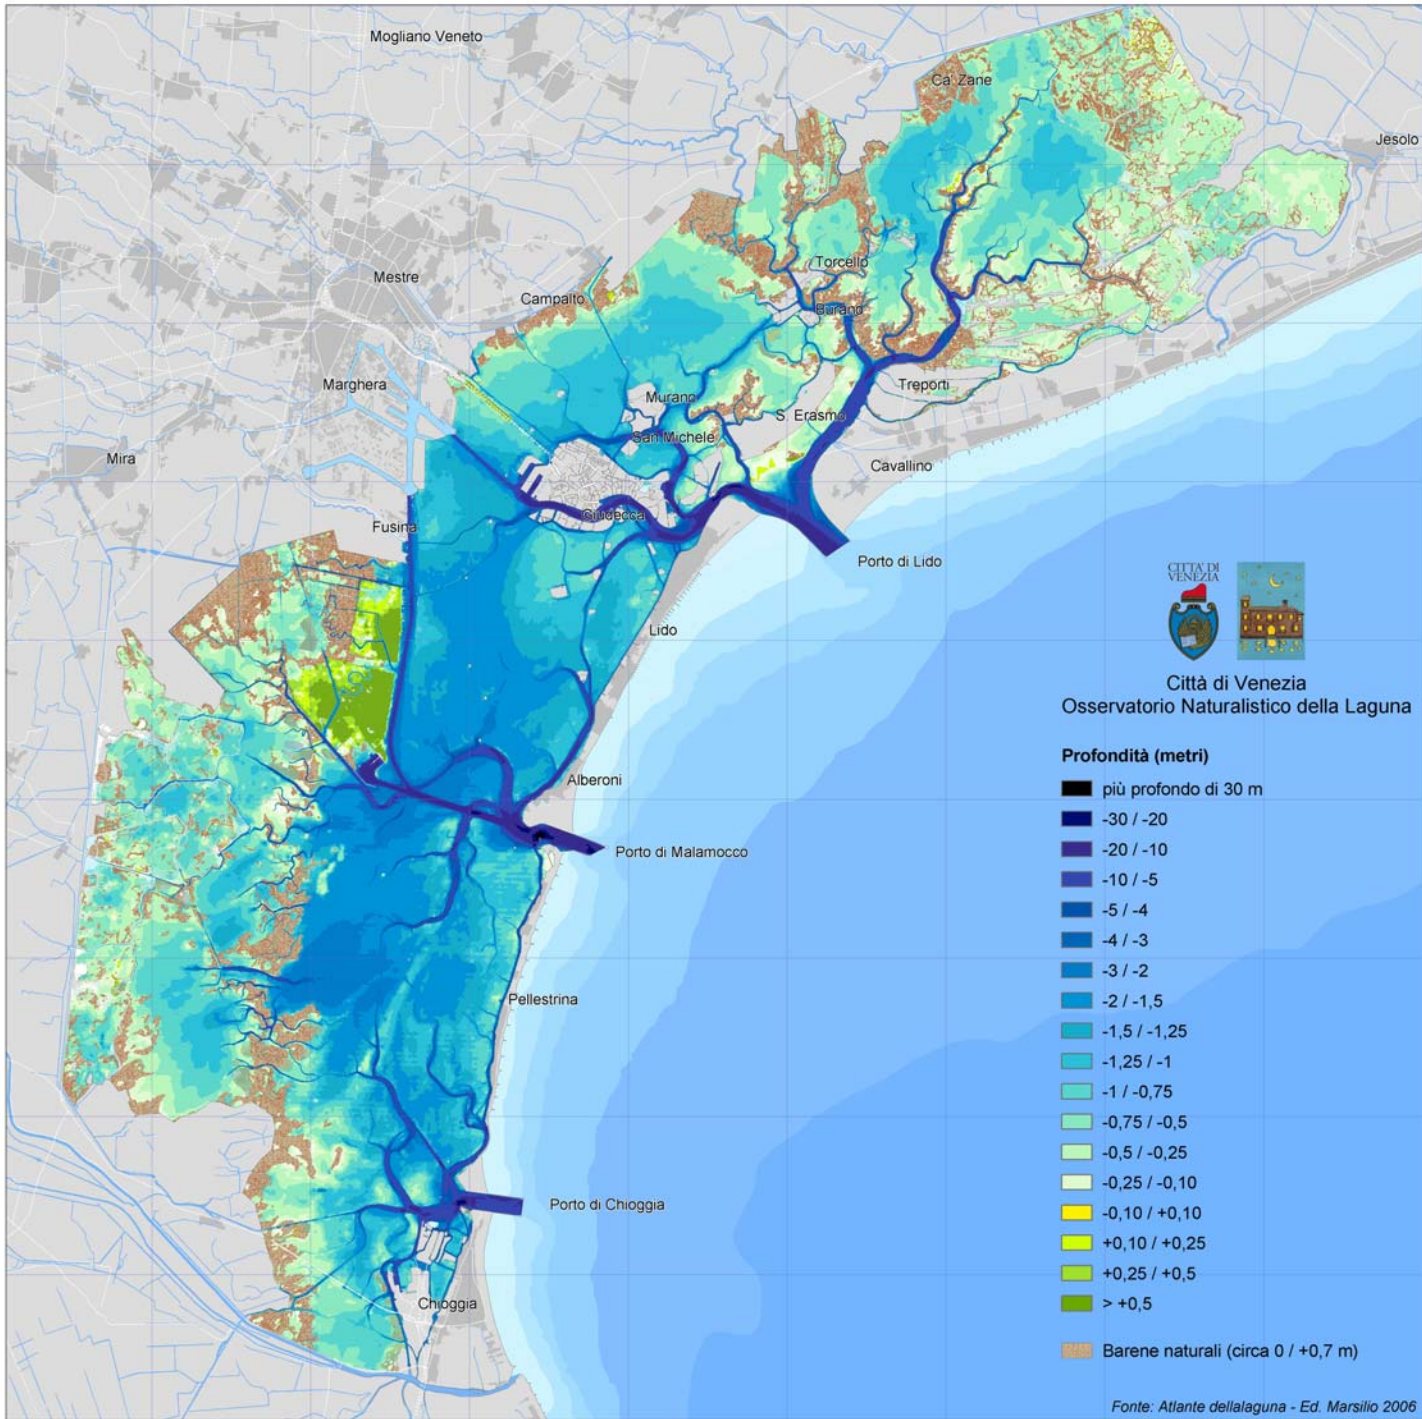 Mogliano Veneto
Ca' Zane
Jesolo
Torcello
Mestre
Campalto
Burano
Marghera
Treporti
Murano
S. Erasmo
San Michele
Mira
Cavallino
Giudecca
Fusina
Porto di Lido
CITTA' DI
VENEZIA
Lido
Città di Venezia
Osservatorio Naturalistico della Laguna
Alberoni
Porto di Malamocco
Pellestrina
Porto di Chioggia
Chioggia
Profondità (metri)
più profondo di 30 m
-30 / -20
-20 / -10
-10 / -5
-5 / -4
-4 / -3
-3 / -2
-2 / -1,5
-1,5 / -1,25
-1,25 / -1
-1 / -0,75
-0,75 / -0,5
-0,5 / -0,25
-0,25 / -0,10
-0,10 / +0,10
+0,10 / +0,25
+0,25 / +0,5
> +0,5
Barene naturali (circa 0 / +0,7 m)
Fonte: Atlante dellalaguna - Ed. Marsilio 2006